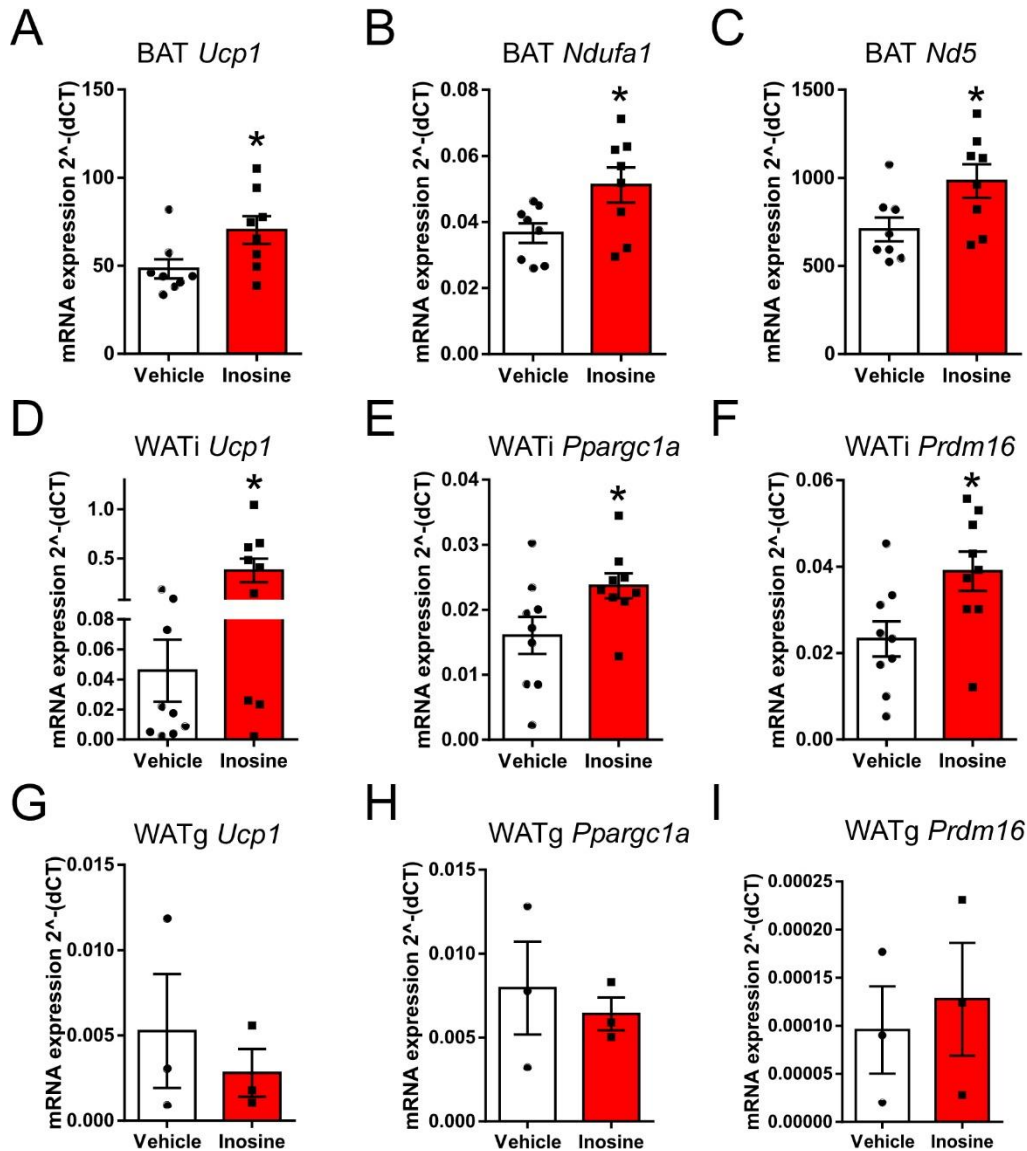 A
BAT Ucp1
mRNA expression 2^-(dCT)
150
100
50
0
*
Vehicle
Inosine
B
BAT Ndufa1
mRNA expression 2^-(dCT)
0.08
0.06
0.04
0.02
0.00
*
Vehicle
Inosine
C
BAT Nd5
mRNA expression 2^-(dCT)
1500
1000
500
0
*
Vehicle
Inosine
D
WATi Ucp1
mRNA expression 2^-(dCT)
1.0
0.5
0.08
0.06
0.04
0.02
0.00
*
Vehicle
Inosine
E
WATi Ppargc1a
mRNA expression 2^-(dCT)
0.04
0.03
0.02
0.01
0.00
*
Vehicle
Inosine
F
WATi Prdm16
mRNA expression 2^-(dCT)
0.06
0.04
0.02
0.00
*
Vehicle
Inosine
G
WATg Ucp1
mRNA expression 2^-(dCT)
0.015
0.010
0.005
0.000
Vehicle
Inosine
H
WATg Ppargc1a
mRNA expression 2^-(dCT)
0.015
0.010
0.005
0.000
Vehicle
Inosine
I
WATg Prdm16
mRNA expression 2^-(dCT)
0.00025
0.00020
0.00015
0.00010
0.00005
0.00000
Vehicle
Inosine